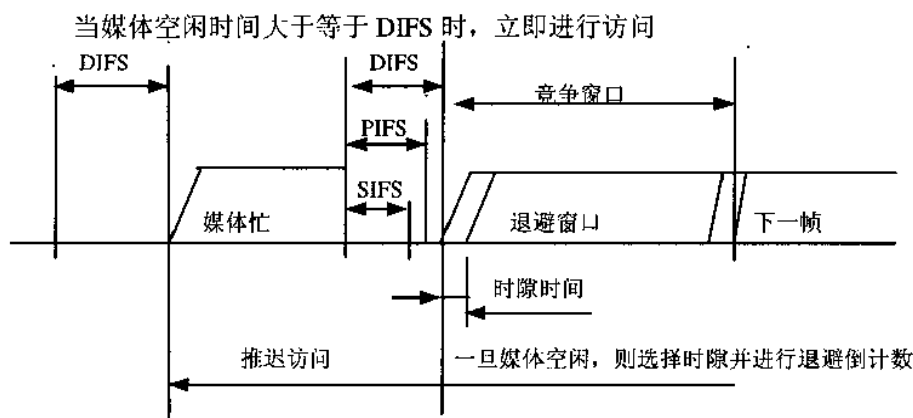 当媒体空闲时间大于等于 DIFS 时，立即进行访问
DIFS
DIFS
竞争窗口
PIFS
SIFS
媒体忙
退避窗口
下一帧
时隙时间
推迟访问
一旦媒体空闲，则选择时隙并进行退避倒计数